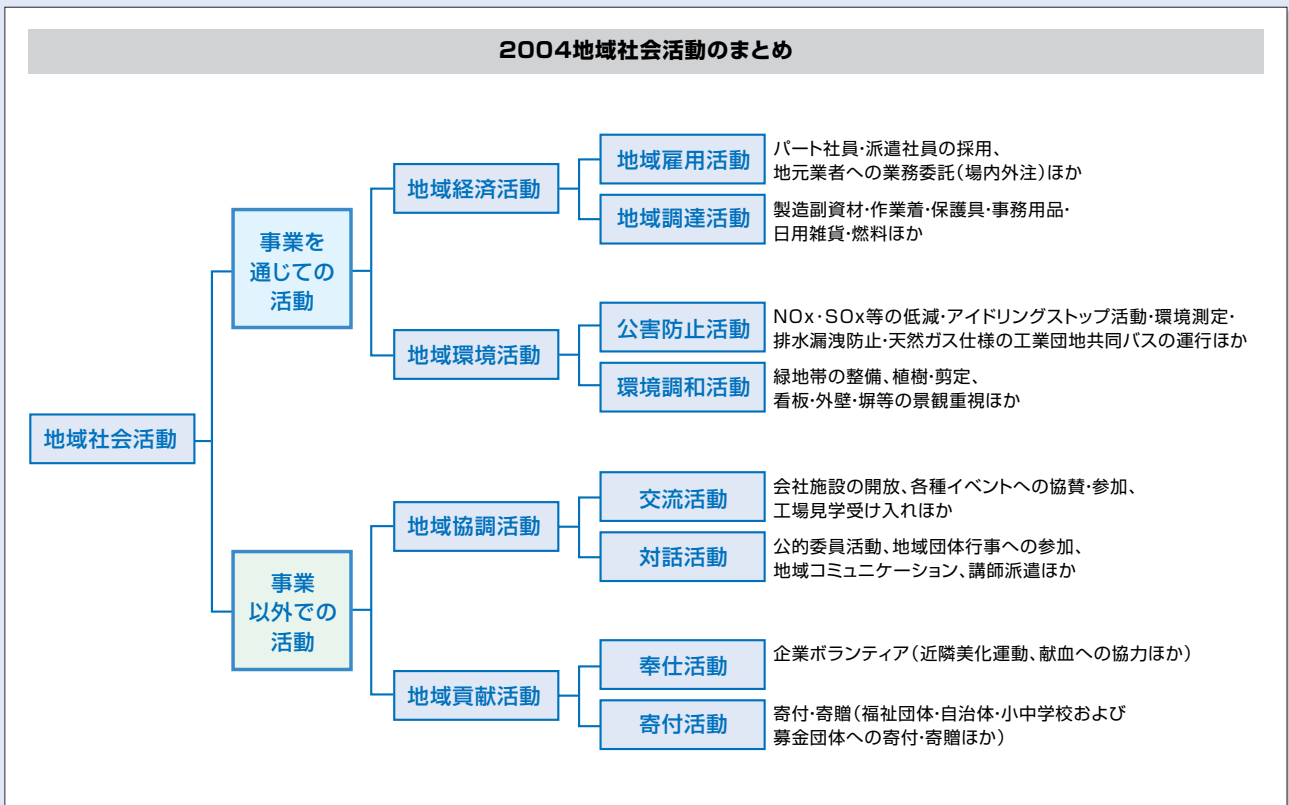 2004地域社会活動のまとめ
地域社会活動
事業を
通じての
活動
地域経済活動
地域雇用活動
パート社員・派遣社員の採用、
地元業者への業務委託（場内外注）ほか
地域調達活動
製造副資材・作業着・保護具・事務用品・
日用雑貨・燃料ほか
地域環境活動
公害防止活動
NOx・SOx等の低減・アイドリングストップ活動・環境測定・
排水漏洩防止・天然ガス仕様の工業団地共同バスの運行ほか
環境調和活動
緑地帯の整備、植樹・剪定、
看板・外壁・塀等の景観重視ほか
事業
以外での
活動
地域協調活動
交流活動
会社施設の開放、各種イベントへの協賛・参加、
工場見学受け入れほか
対話活動
公的委員活動、地域団体行事への参加、
地域コミュニケーション、講師派遣ほか
地域貢献活動
奉仕活動
企業ボランティア（近隣美化運動、献血への協力ほか）
寄付活動
寄付・寄贈（福祉団体・自治体・小中学校および
募金団体への寄付・寄贈ほか）